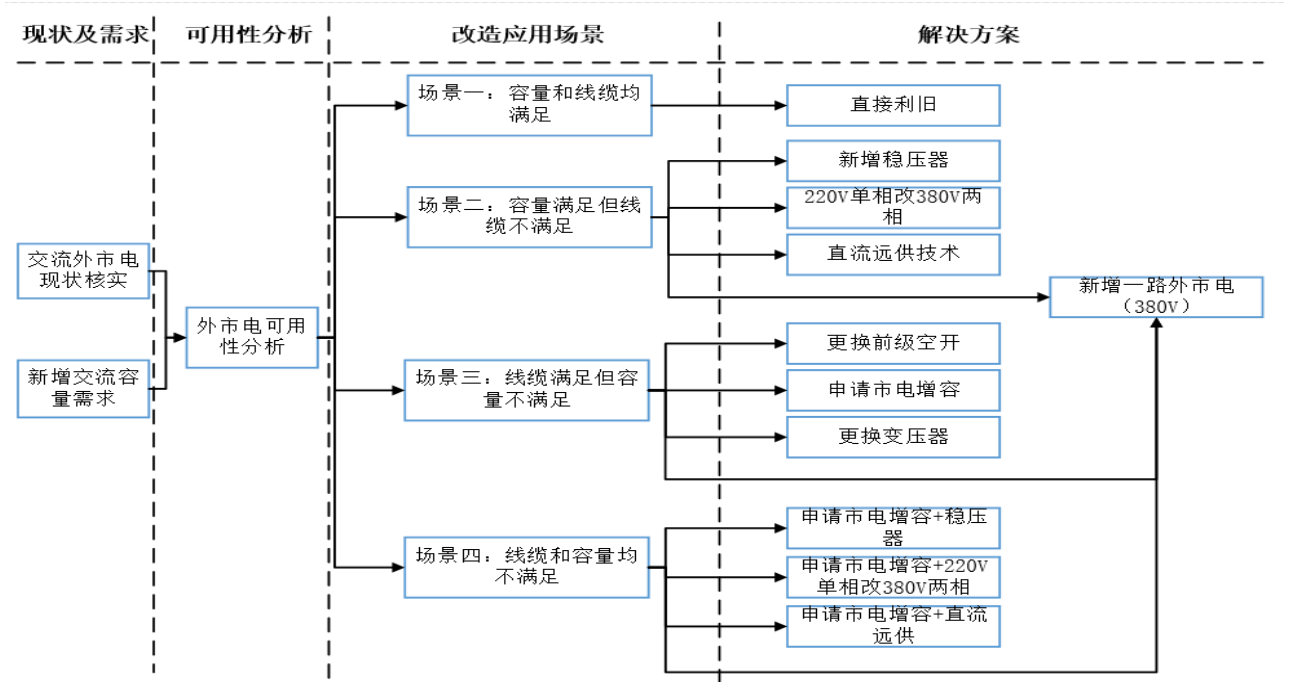 现状及需求
可用性分析
改造应用场景
解决方案
交流外市电
现状核实
新增交流容
量需求
外市电可用
性分析
场景一：容量和线缆均
满足
场景二：容量满足但线
缆不满足
场景三：线缆满足但容
量不满足
场景四：线缆和容量均
不满足
直接利旧
新增稳压器
220V单相改380V两
相
直流远供技术
新增一路外市电
（380V）
更换前级空开
申请市电增容
更换变压器
申请市电增容+稳压
器
申请市电增容+220V
单相改380V两相
申请市电增容+直流
远供